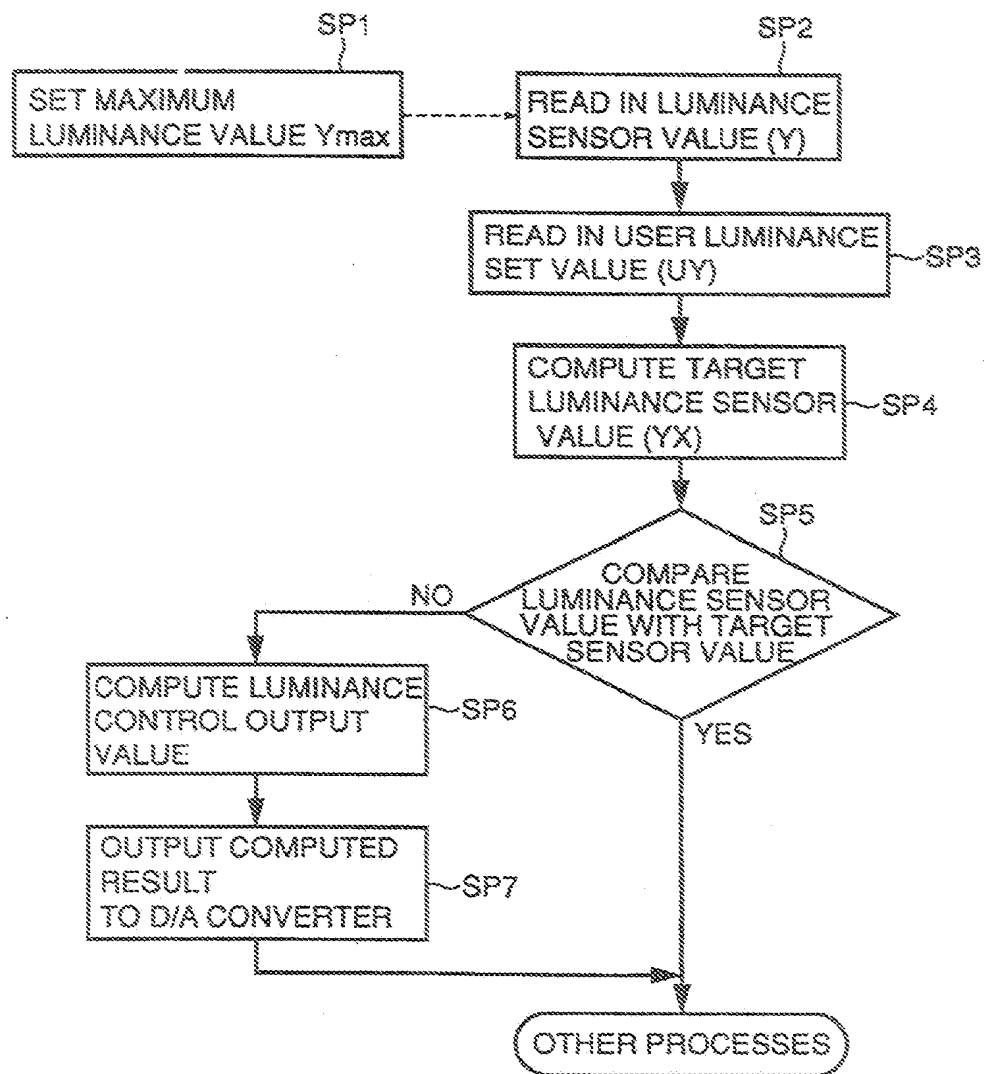 SP1
SET MAXIMUM
LUMINANCE VALUE Ymax
SP2
READ IN LUMINANCE
SENSOR VALUE (Y)
READ IN USER LUMINANCE
SET VALUE (UY)
SP3
COMPUTE TARGET
LUMINANCE SENSOR
VALUE (YX)
SP4
SP5
COMPARE
LUMINANCE SENSOR
VALUE WITH TARGET
SENSOR VALUE
NO
YES
COMPUTE LUMINANCE
CONTROL OUTPUT
VALUE
SP6
OUTPUT COMPUTED
RESULT
TO D/A CONVERTER
SP7
OTHER PROCESSES